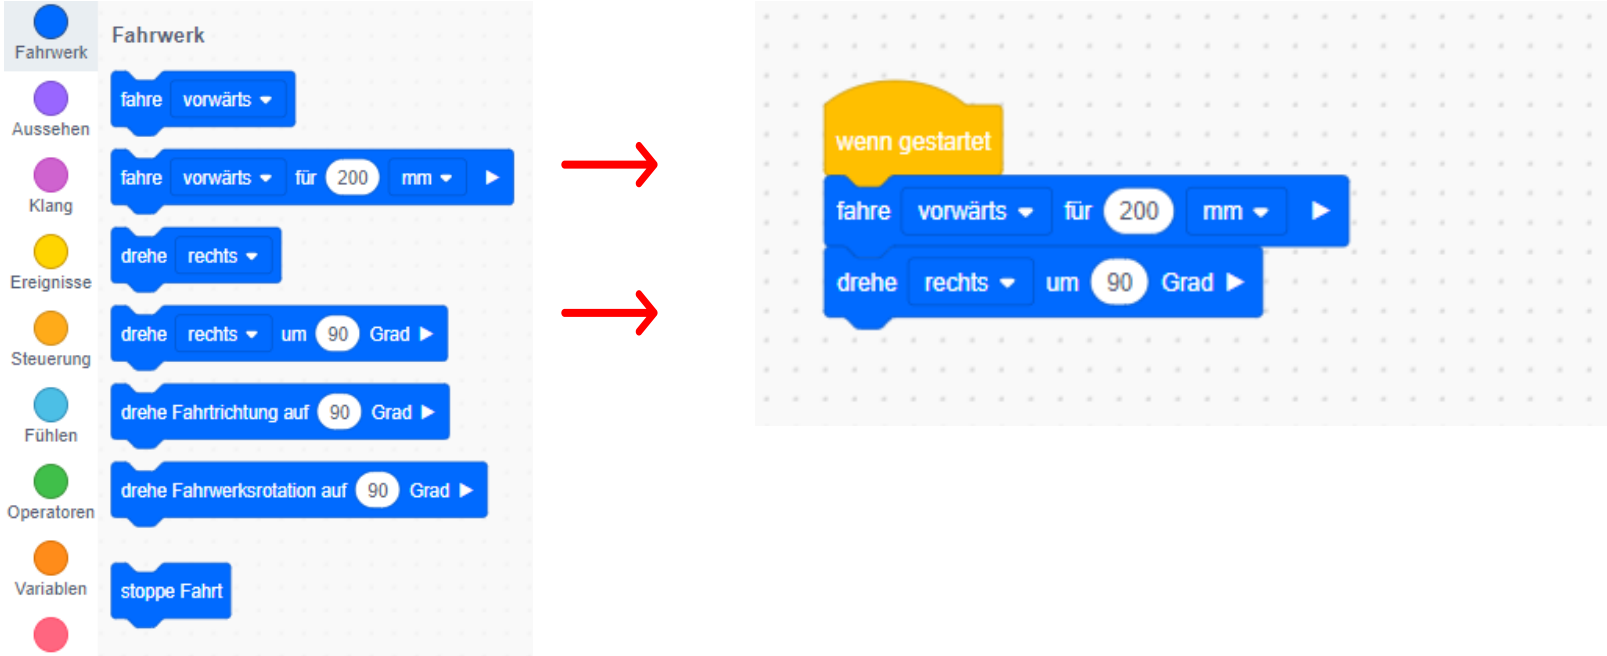 Fahrwerk
Aussehen
Klang
Ereignisse
Steuerung
Fühlen
Operatoren
Variablen
Fahrwerk
fahre vorwärts
fahre vorwärts für 200 mm
drehe rechts
drehe rechts um 90 Grad
drehe Fahrtrichtung auf 90 Grad
drehe Fahrwerksrotation auf 90 Grad
stoppe Fahrt
wenn gestartet
fahre vorwärts für 200 mm
drehe rechts um 90 Grad